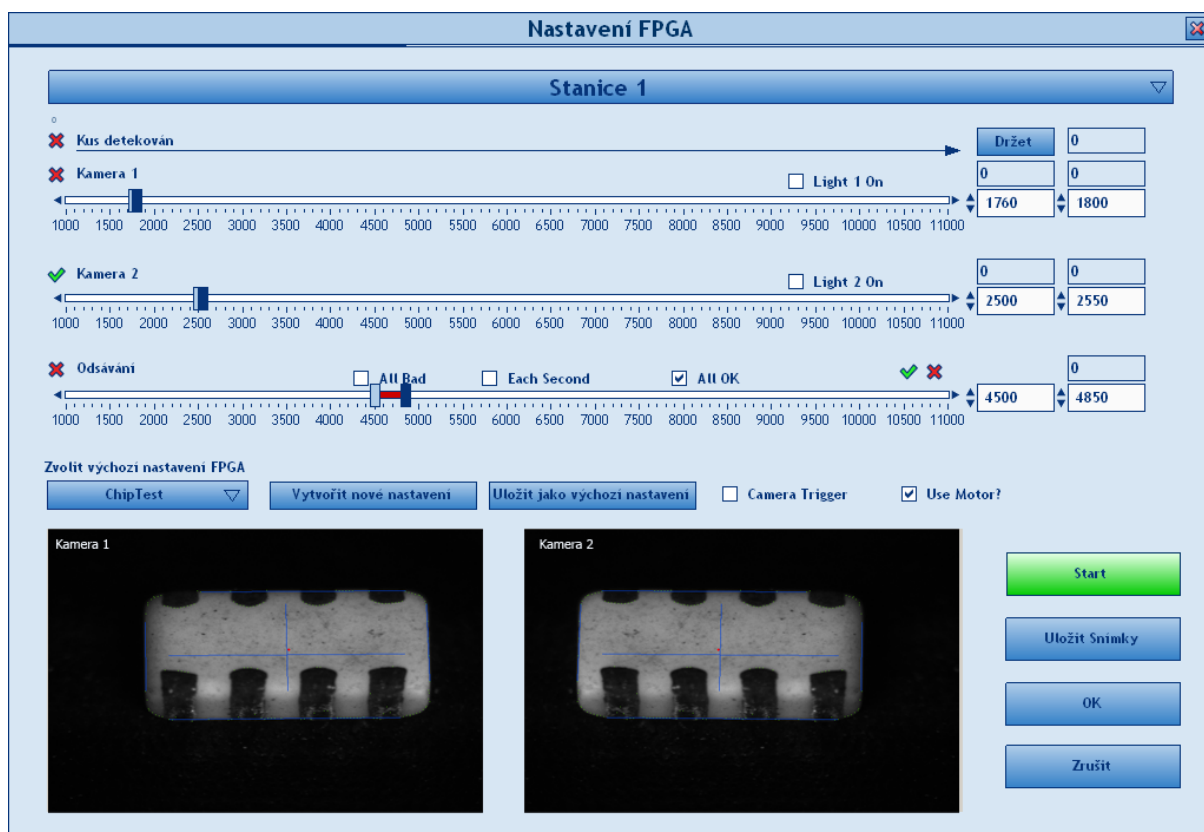 Nastavení FPGA
Stanice 1
0
Kus detekován
Držet
0
Kamera 1
Light 1 On
0
0
1760
1800
1000 1500 2000 2500 3000 3500 4000 4500 5000 5500 6000 6500 7000 7500 8000 8500 9000 9500 10000 10500 11000
Kamera 2
Light 2 On
0
0
2500
2550
1000 1500 2000 2500 3000 3500 4000 4500 5000 5500 6000 6500 7000 7500 8000 8500 9000 9500 10000 10500 11000
Odsávání
All Bad
Each Second
All OK
0
4500
4850
1000 1500 2000 2500 3000 3500 4000 4500 5000 5500 6000 6500 7000 7500 8000 8500 9000 9500 10000 10500 11000
Zvolit výchozí nastavení FPGA
ChipTest
Vytvořit nové nastavení
Uložit jako výchozí nastavení
Camera Trigger
Use Motor?
Kamera 1
Kamera 2
Start
Uložit Snímky
OK
Zrušit